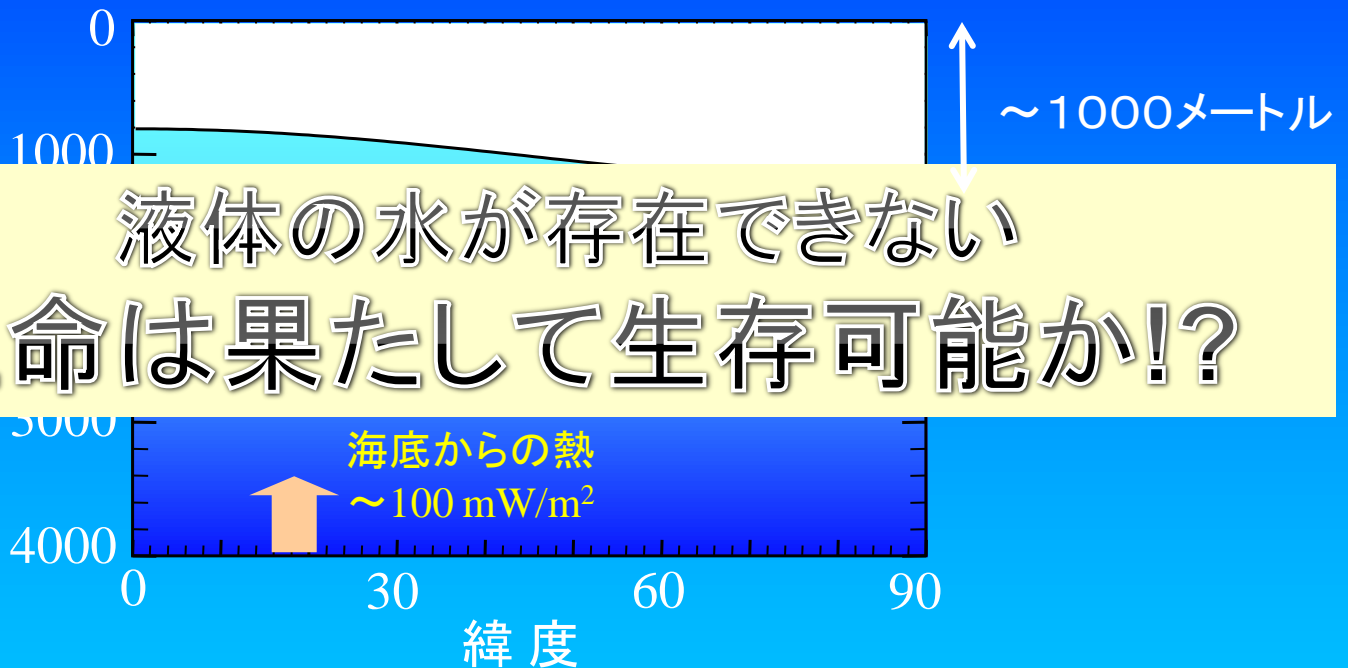 0
～1000メートル
1000
液体の水が存在できない
命は果たして生存可能か!?
3000
海底からの熱
～100 mW/m²
4000
0 30 60 90
緯度